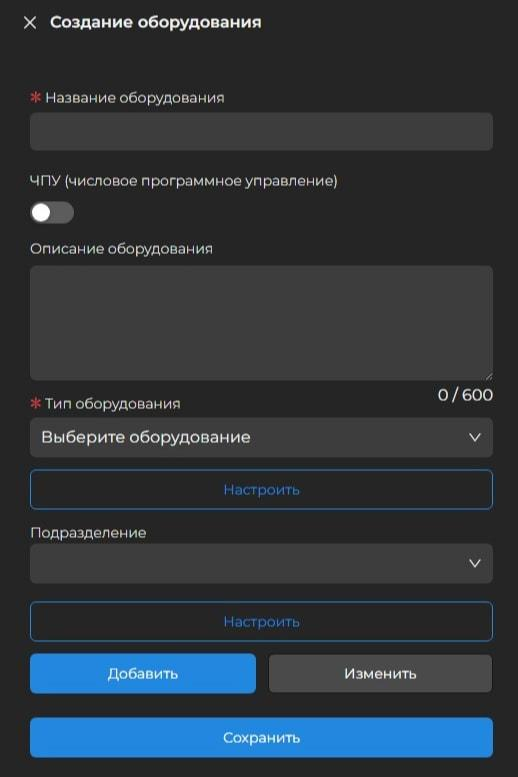 Создание оборудования
* Название оборудования
ЧПУ (числовое программное управление)
Описание оборудования
0 / 600
* Тип оборудования
Выберите оборудование
Настроить
Подразделение
Настроить
Добавить Изменить
Сохранить